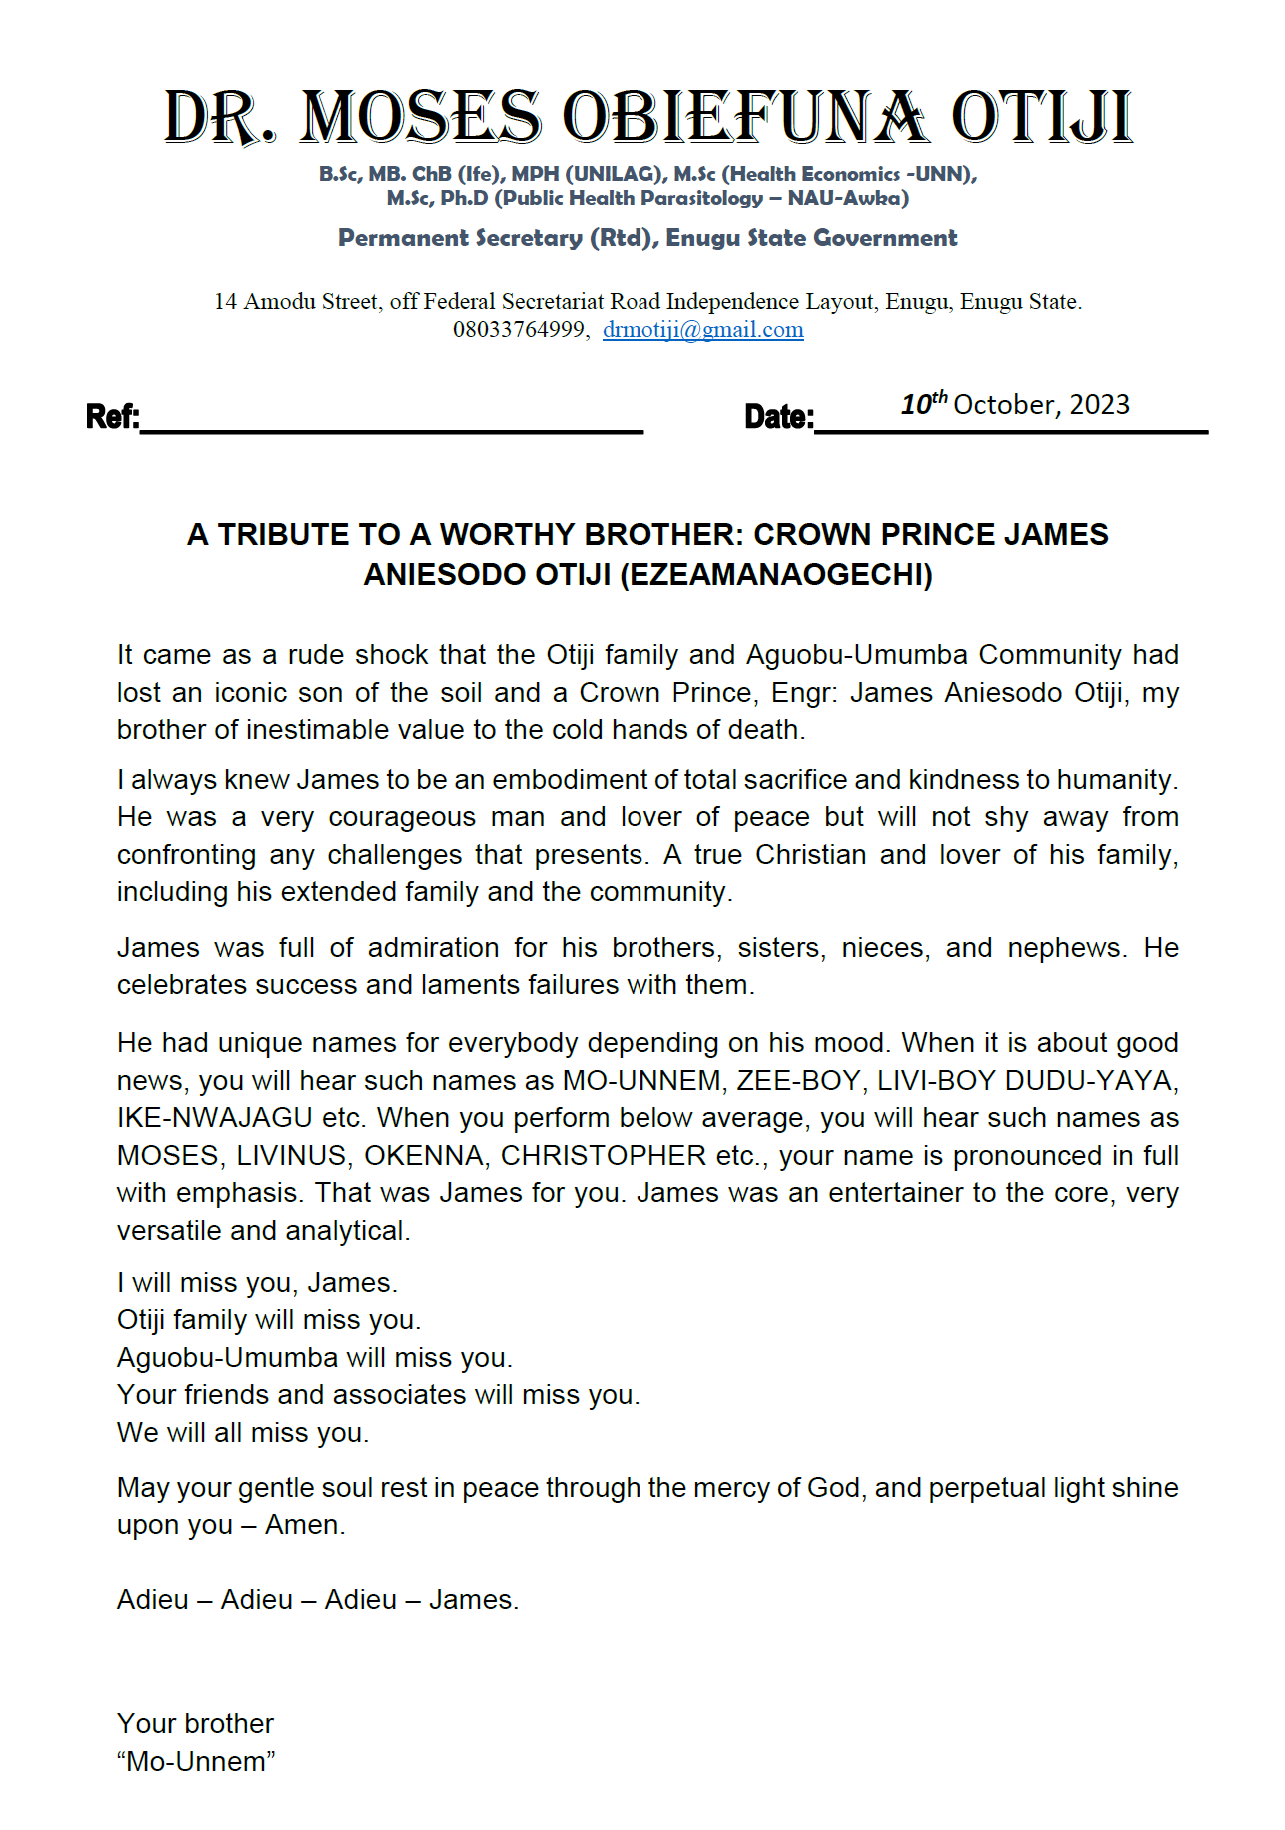 DR. MOSES OBIEFUNA OTIJI
B.Sc, MB. ChB (Ife), MPH (UNILAG), M.Sc (Health Economics -UNN),
M.Sc, Ph.D (Public Health Parasitology – NAU-Awka)
Permanent Secretary (Rtd), Enugu State Government
14 Amodu Street, off Federal Secretariat Road Independence Layout, Enugu, Enugu State.
08033764999, drmotiji@gmail.com
Ref: Date: 10th October, 2023
A TRIBUTE TO A WORTHY BROTHER: CROWN PRINCE JAMES
ANIESODO OTIJI (EZEAMANAOGECHI)
It came as a rude shock that the Otiji family and Aguobu-Umumba Community had
lost an iconic son of the soil and a Crown Prince, Engr: James Aniesodo Otiji, my
brother of inestimable value to the cold hands of death.
I always knew James to be an embodiment of total sacrifice and kindness to humanity.
He was a very courageous man and lover of peace but will not shy away from
confronting any challenges that presents. A true Christian and lover of his family,
including his extended family and the community.
James was full of admiration for his brothers, sisters, nieces, and nephews. He
celebrates success and laments failures with them.
He had unique names for everybody depending on his mood. When it is about good
news, you will hear such names as MO-UNNEM, ZEE-BOY, LIVI-BOY DUDU-YAYA,
IKE-NWAJAGU etc. When you perform below average, you will hear such names as
MOSES, LIVINUS, OKENNA, CHRISTOPHER etc., your name is pronounced in full
with emphasis. That was James for you. James was an entertainer to the core, very
versatile and analytical.
I will miss you, James.
Otiji family will miss you.
Aguobu-Umumba will miss you.
Your friends and associates will miss you.
We will all miss you.
May your gentle soul rest in peace through the mercy of God, and perpetual light shine
upon you – Amen.
Adieu – Adieu – Adieu – James.
Your brother
“Mo-Unnem”